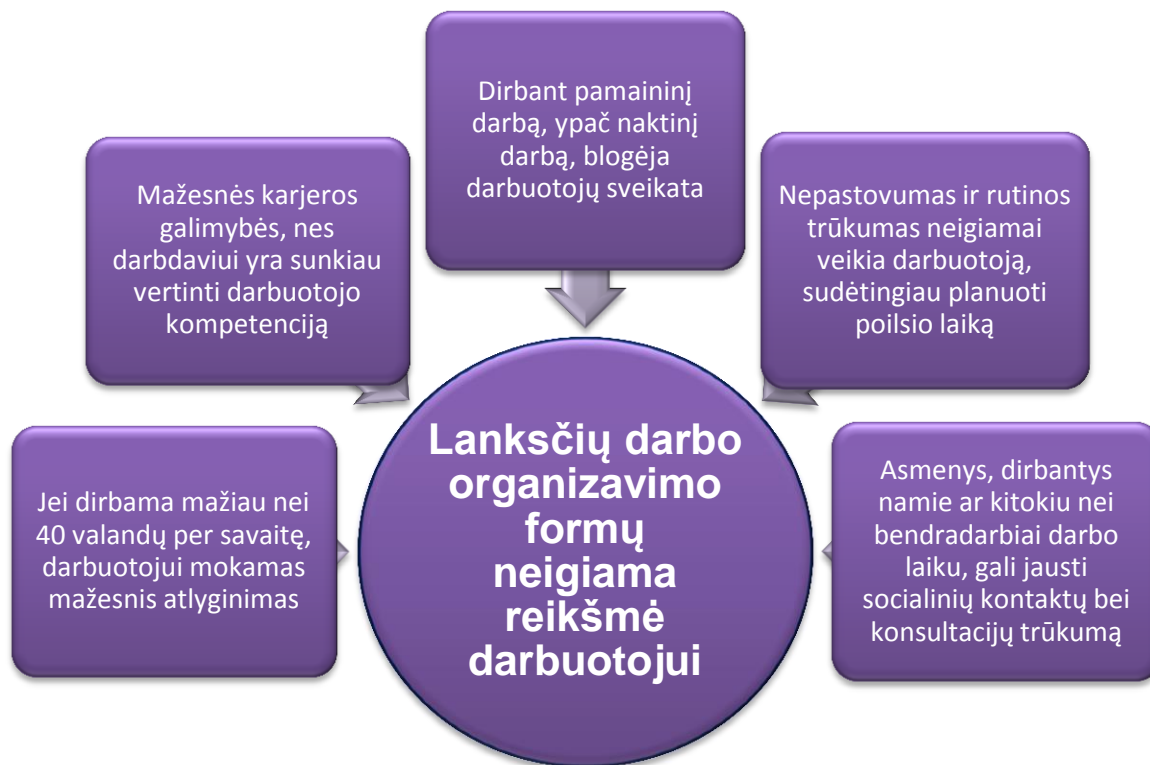 Dirbant pamaininį
darbą, ypač naktinį
darbą, blogėja
darbuotojų sveikata
Mažesnės karjeros
galimybės, nes
darbdaviui yra sunkiau
vertinti darbuotojo
kompetenciją
Nepastovumas ir rutinos
trūkumas neigiamai
veikia darbuotoją,
sudėtingiau planuoti
poilsio laiką
Jei dirbama mažiau nei
40 valandų per savaitę,
darbuotojui mokamas
mažesnis atlyginimas
Lanksčių darbo
organizavimo
formų
neigiama
reikšmė
darbuotojui
Asmenys, dirbantys
namie ar kitokiu nei
bendradarbiai darbo
laiku, gali jausti
socialinių kontaktų bei
konsultacijų trūkumą